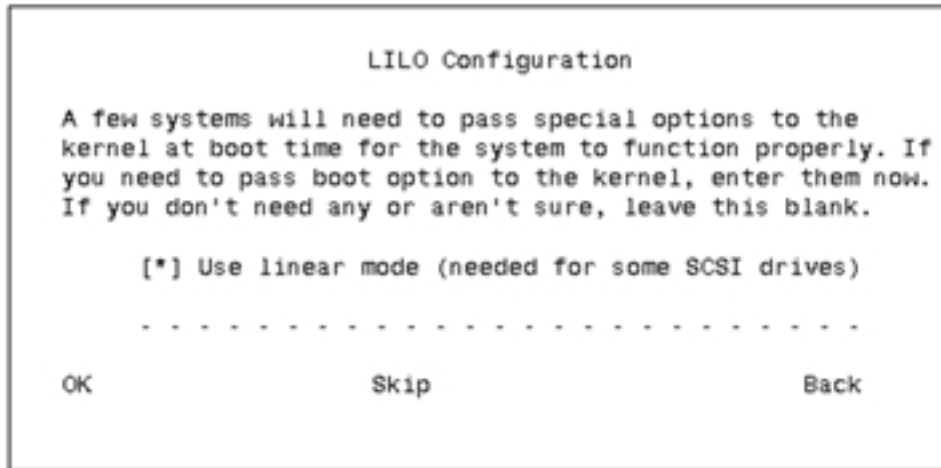 LILO Configuration
A few systems will need to pass special options to the
kernel at boot time for the system to function properly. If
you need to pass boot option to the kernel, enter them now.
If you don't need any or aren't sure, leave this blank.
[*] Use linear mode (needed for some SCSI drives)
- - - - - - - - - - - - - - - - - - - - - - - - -
OK Skip Back